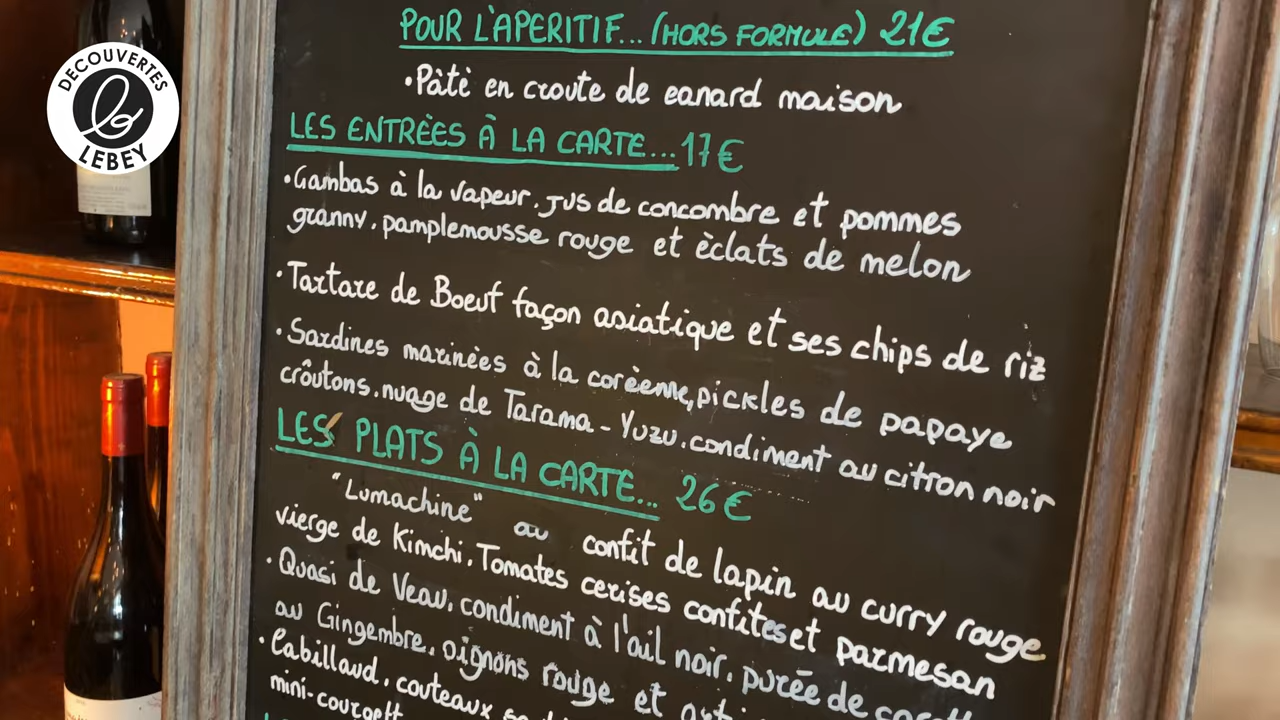 DECOUVERTES
LEBEY
POUR L'APERITIF... (HORS FORMULE) 21€
•Pâté en croute de canard maison
LES ENTRÉES À LA CARTE...17€
•Gambas à la vapeur. jus de concombre et pommes
granny. pamplemousse rouge et éclats de melon
•Tartare de Boeuf façon asiatique et ses chips de riz
•Sardines marinées à la coréenne, pickles de papaye
croûtons. nuage de Tarama - Yuzu. condiment au citron noir
LES PLATS À LA CARTE... 26€
"Lumachine" au confit de lapin au curry rouge
vierge de Kimchi. Tomates cerises confites et parmesan
•Quasi de Veau. condiment à l'ail noir. purée de
au Gingembre. oignons rouge et
•Cabillaud. couteaux
mini-courgett